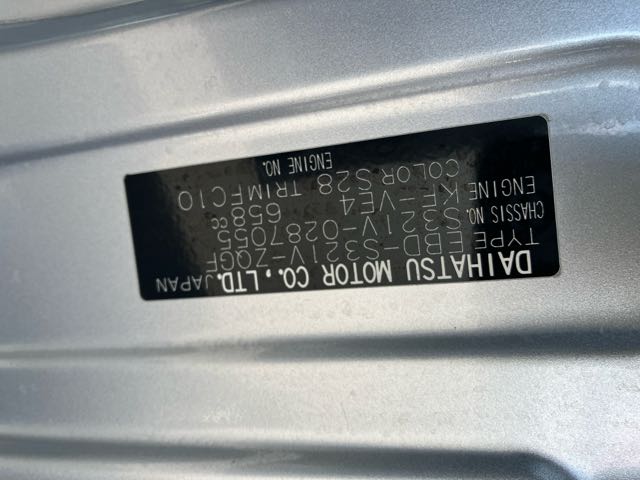 DAIHATSU MOTOR CO., LTD. JAPAN
TYPE EBD-S321V-ZQGF
CHASSIS NO. S321V-0287055
ENGINE KF-VE4 658cc
COLOR S28 TRIM FC10
ENGINE NO.